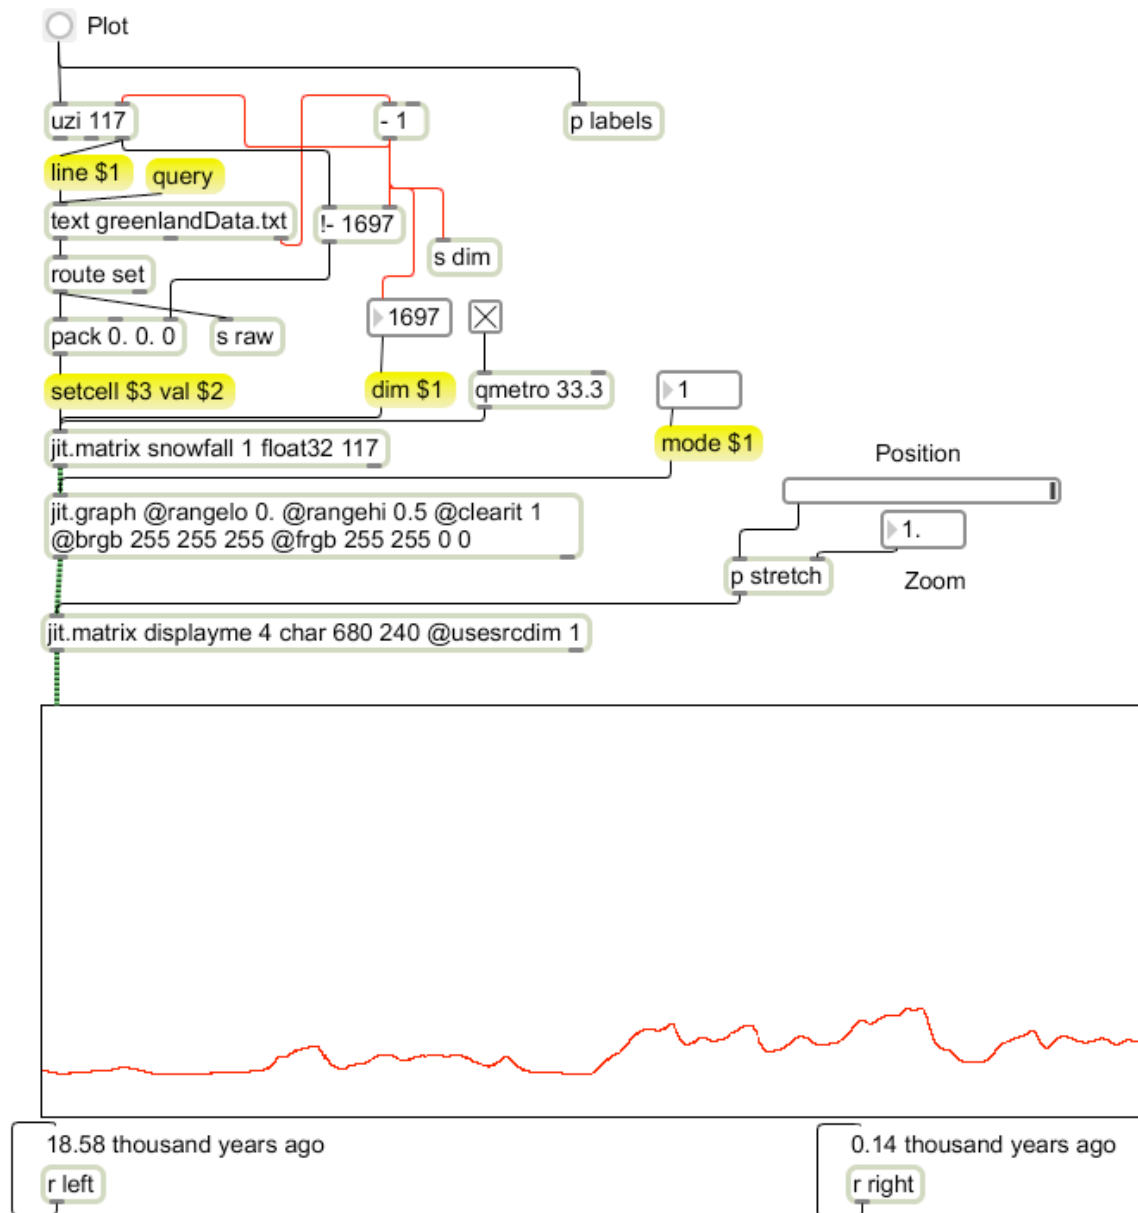 Plot
uzi 117
- 1
p labels
line $1
query
text greenlandData.txt
!- 1697
s dim
route set
1697
pack 0. 0. 0
s raw
setcell $3 val $2
dim $1
qmetro 33.3
1
mode $1
jit.matrix snowfall 1 float32 117
Position
jit.graph @rangelo 0. @rangehi 0.5 @clearit 1
@brgb 255 255 255 @frgb 255 255 0 0
1.
p stretch
Zoom
jit.matrix displayme 4 char 680 240 @usesrcdim 1
18.58 thousand years ago
0.14 thousand years ago
r left
r right